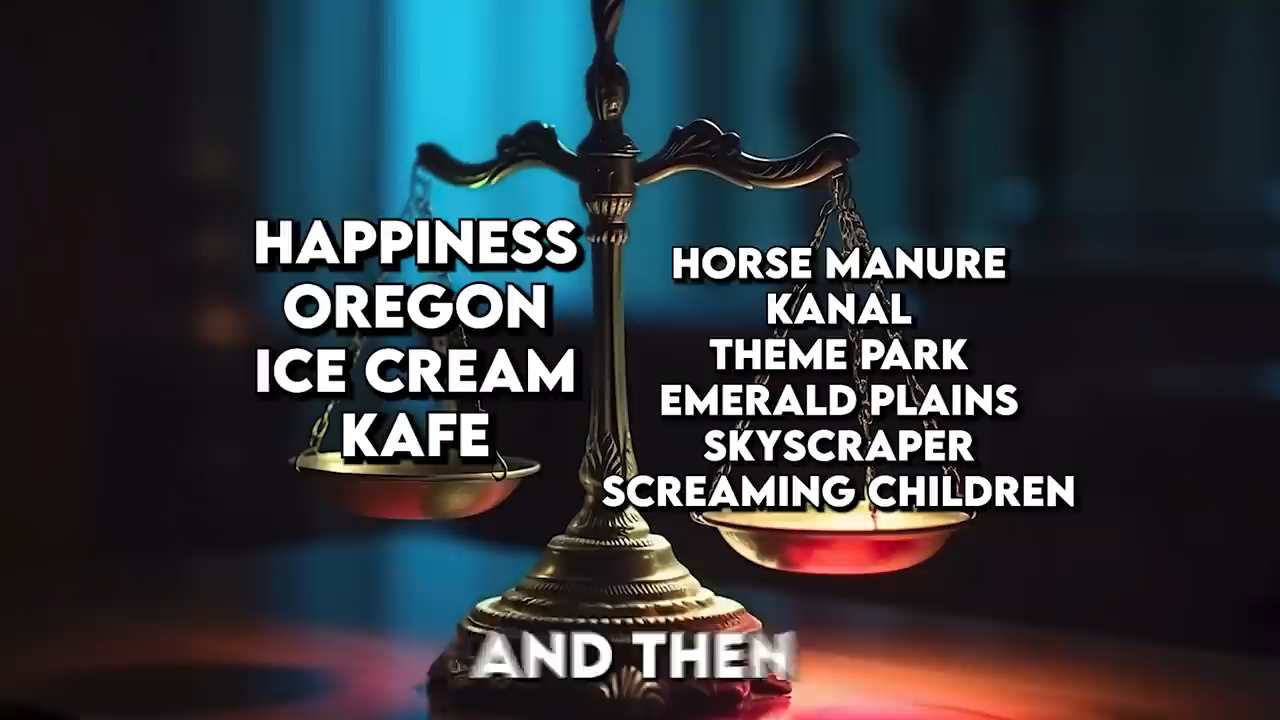 HAPPINESS
OREGON
ICE CREAM
KAFE
HORSE MANURE
KANAL
THEME PARK
EMERALD PLAINS
SKYSCRAPER
SCREAMING CHILDREN
AND THEN